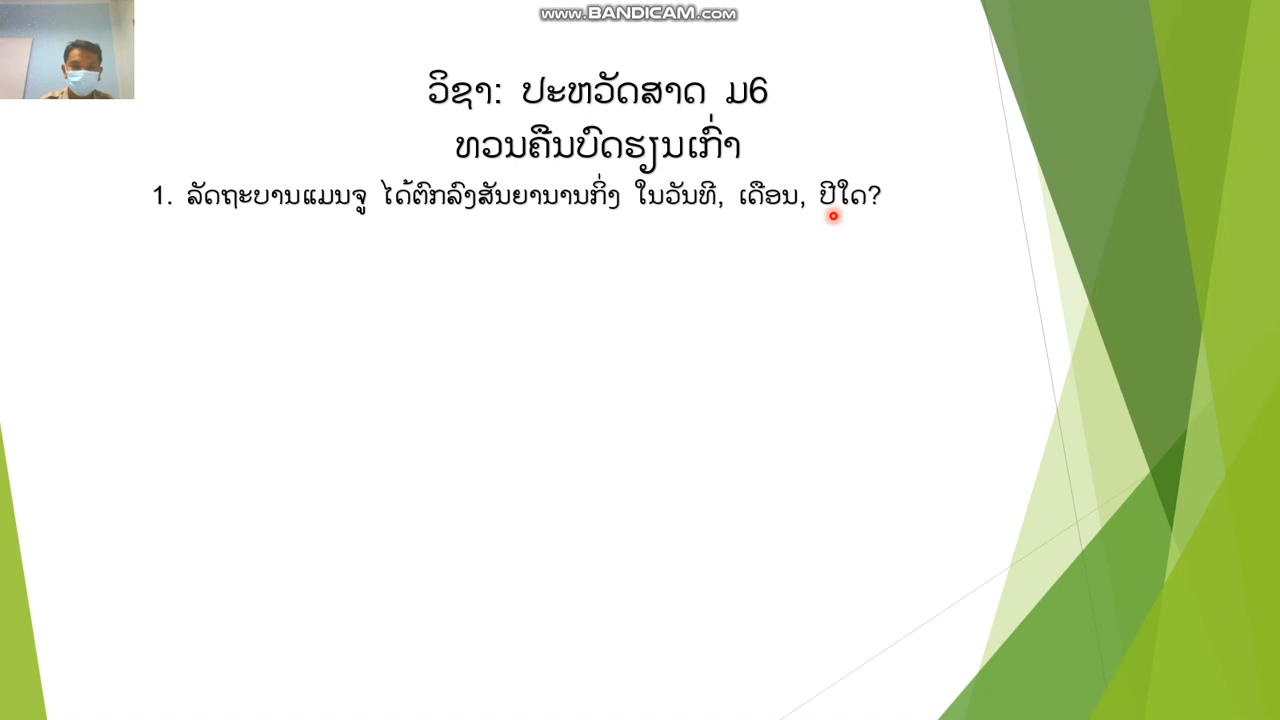 www.BANDICAM.com
ວິຊາ: ປະຫວັດສາດ ມ6
ທວນຄືນບົດຮຽນເກົ່າ
1. ລັດຖະບານແມນຈູ ໄດ້ຕົກລົງສັນຍານານກິ່ງ ໃນວັນທີ, ເດືອນ, ປີໃດ?